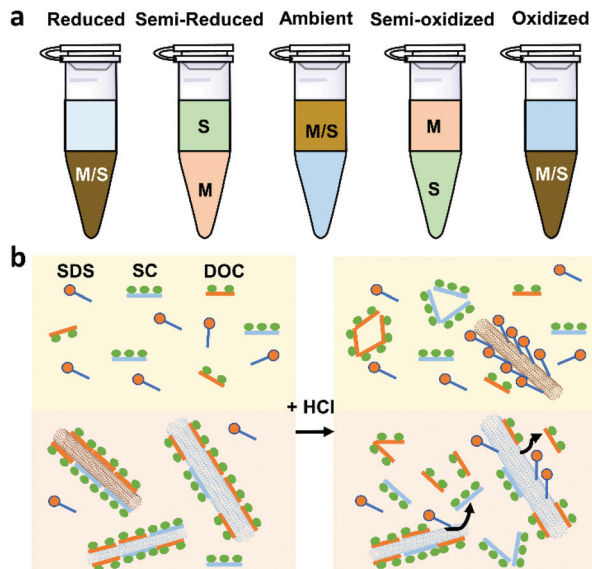 a
Reduced Semi-Reduced Ambient Semi-oxidized Oxidized
S M/S M
M/S M S M/S
b
SDS SC DOC
+ HCl